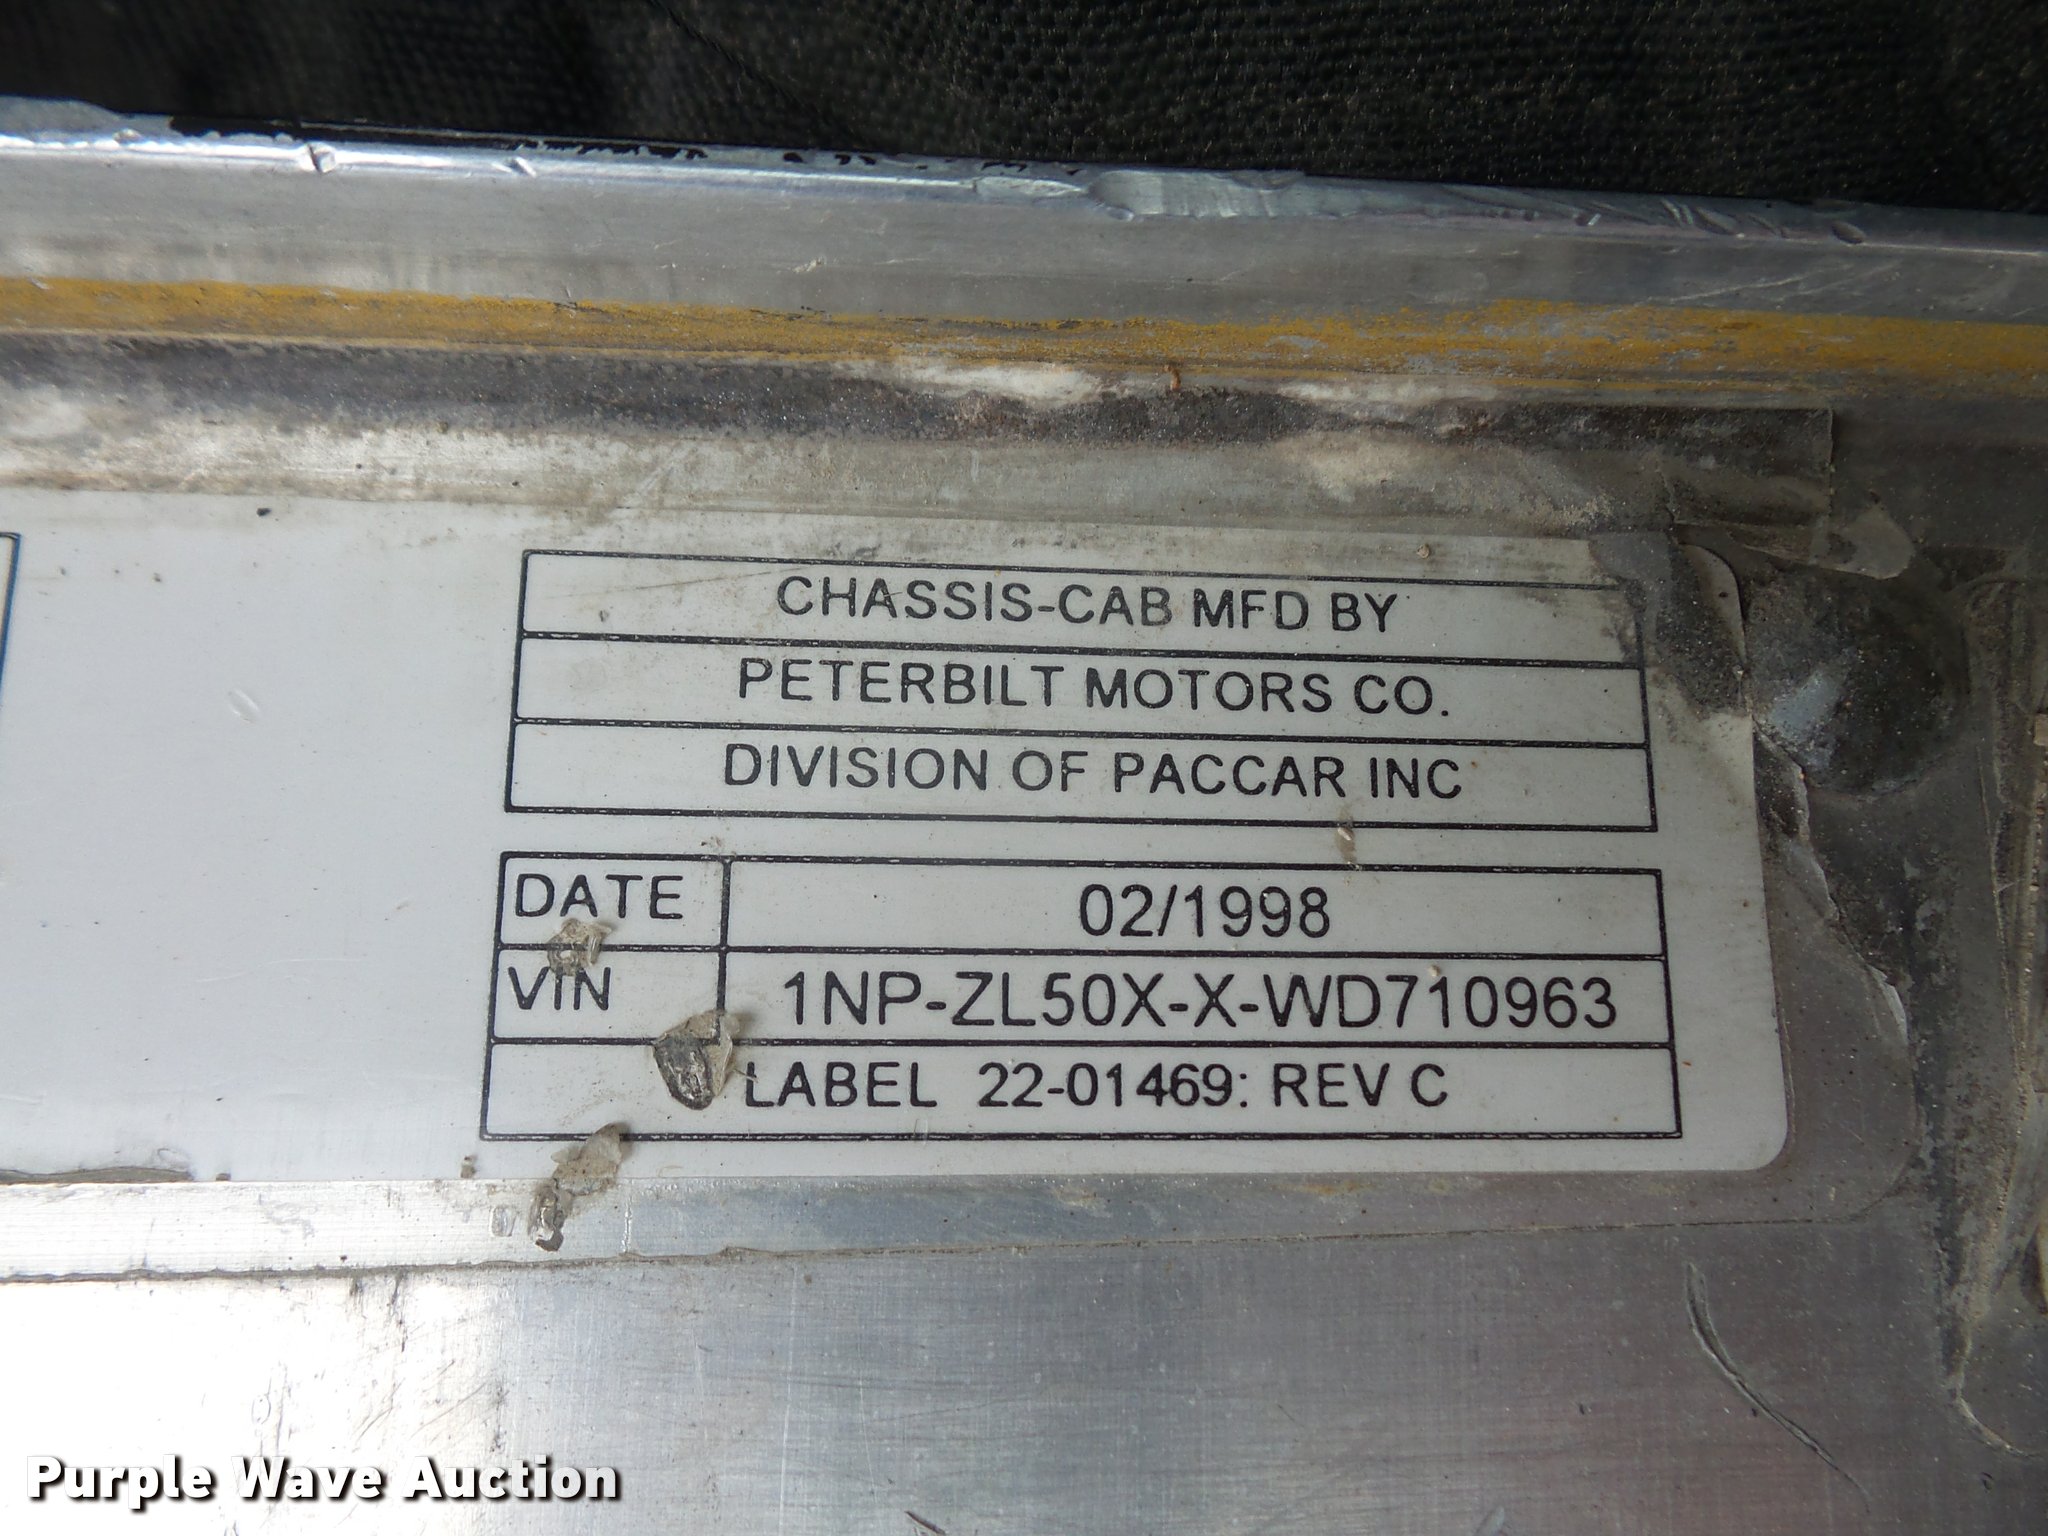 CHASSIS-CAB MFD BY
PETERBILT MOTORS CO.
DIVISION OF PACCAR INC
DATE 02/1998
VIN 1NP-ZL50X-X-WD710963
LABEL 22-01469: REV C
Purple Wave Auction